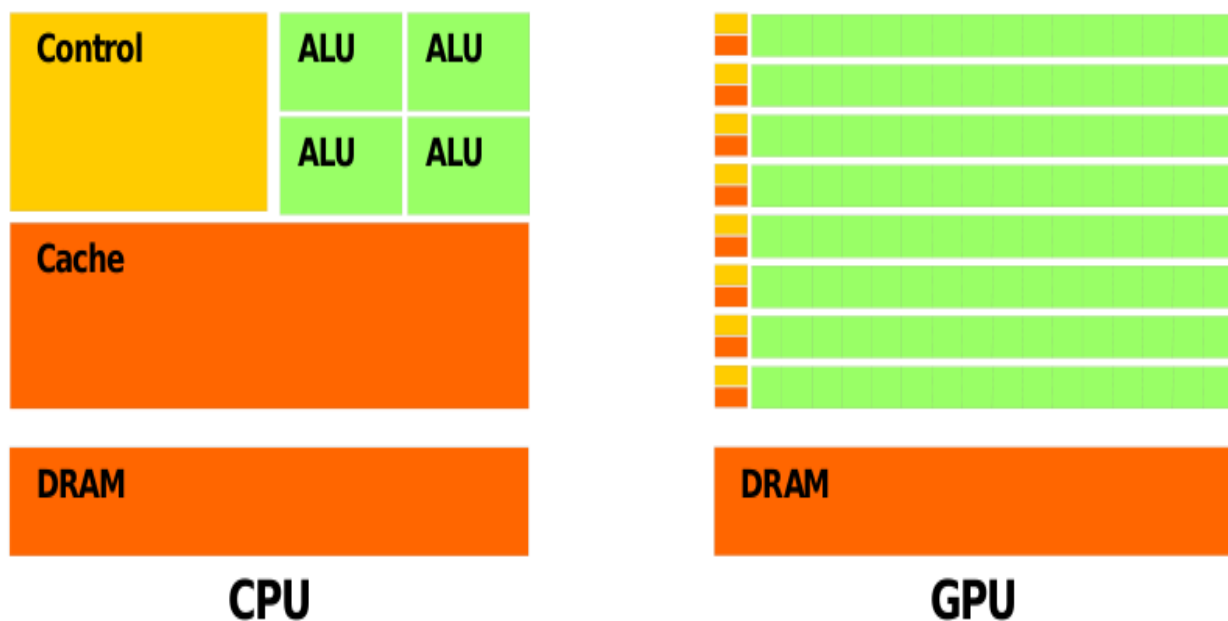 Control
ALU ALU
ALU ALU
Cache
DRAM
CPU
DRAM
GPU